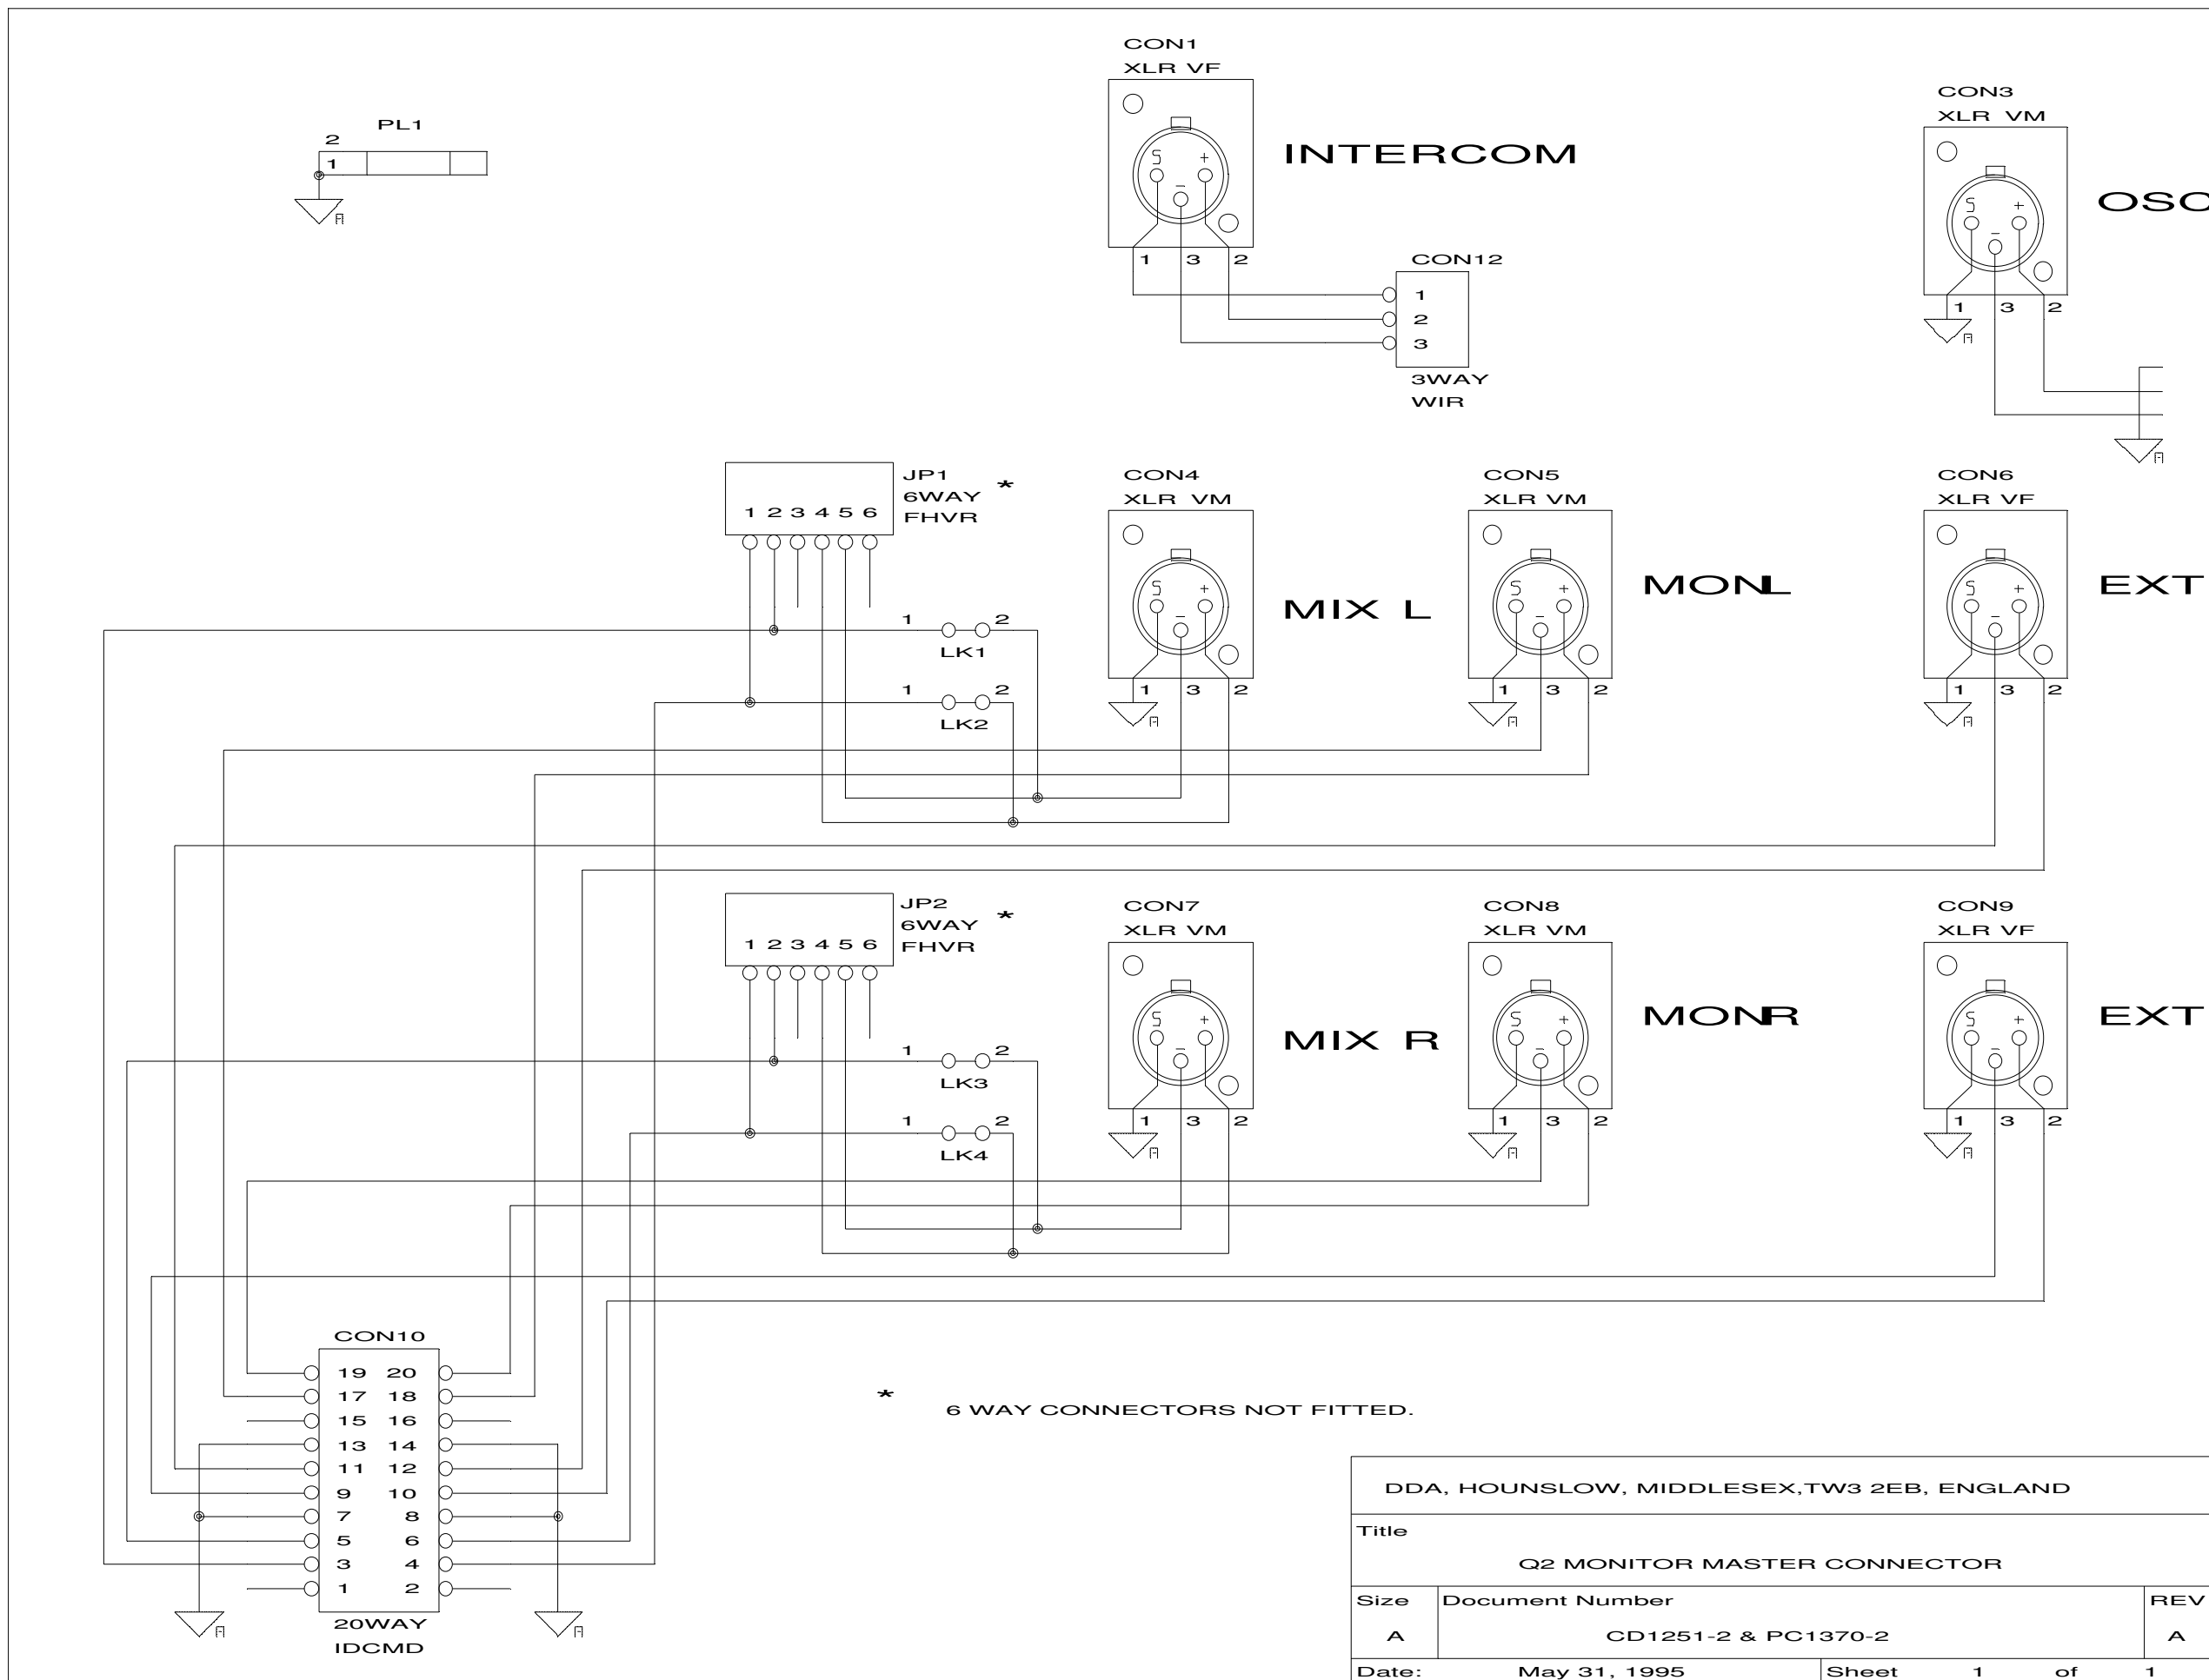 CON1
XLR VF
INTERCOM
1 3 2
CON12
1
2
3
3WAY
WIR
CON3
XLR VM
OSC
1 3 2
PL1
2
1
JP1
6WAY *
FHVR
1 2 3 4 5 6
1 2
LK1
1 2
LK2
CON4
XLR VM
MIX L
1 3 2
CON5
XLR VM
MON L
1 3 2
CON6
XLR VF
EXT
1 3 2
JP2
6WAY *
FHVR
1 2 3 4 5 6
1 2
LK3
1 2
LK4
CON7
XLR VM
MIX R
1 3 2
CON8
XLR VM
MON R
1 3 2
CON9
XLR VF
EXT
1 3 2
CON10
19 20
17 18
15 16
13 14
11 12
9 10
7 8
5 6
3 4
1 2
20WAY
IDCMD
* 6 WAY CONNECTORS NOT FITTED.
DDA, HOUNSLOW, MIDDLESEX,TW3 2EB, ENGLAND
Title
Q2 MONITOR MASTER CONNECTOR
Size Document Number REV
A CD1251-2 & PC1370-2 A
Date: May 31, 1995 Sheet 1 of 1